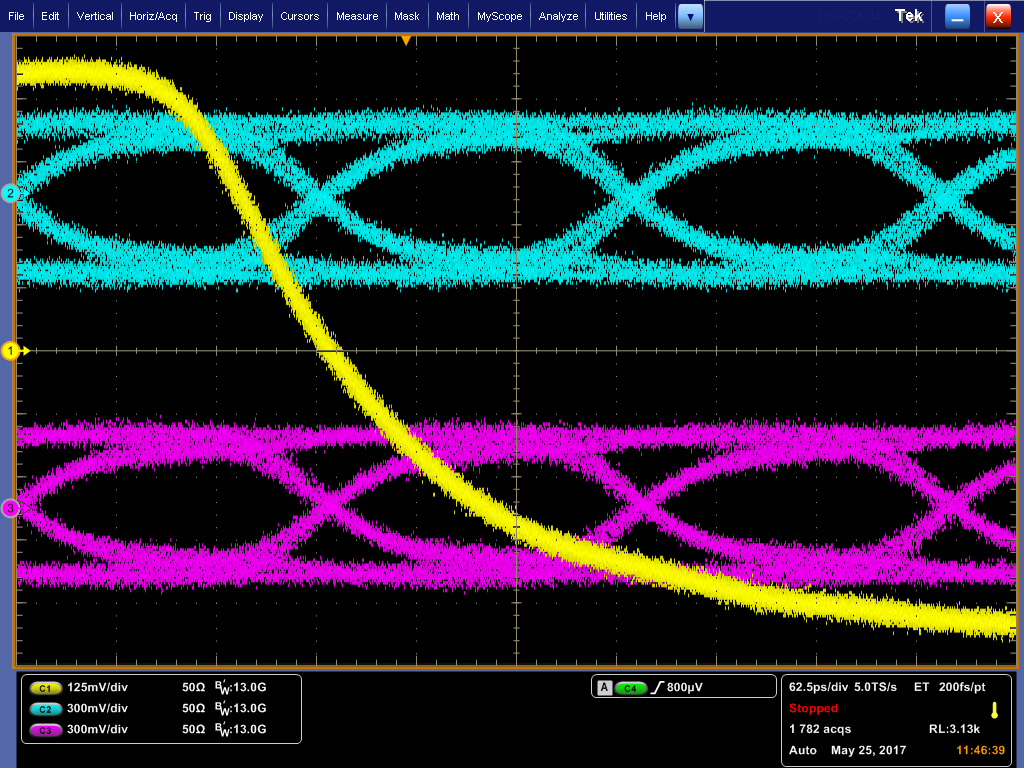 File Edit Vertical Horiz/Acq Trig Display Cursors Measure Mask Math MyScope Analyze Utilities Help Tek X
2
1
3
C1 125mV/div 50Ω BW:13.0G
C2 300mV/div 50Ω BW:13.0G
C3 300mV/div 50Ω BW:13.0G
A C4 800µV
62.5ps/div 5.0TS/s ET 200fs/pt
Stopped
1 782 acqs RL:3.13k
Auto May 25, 2017 11:46:39